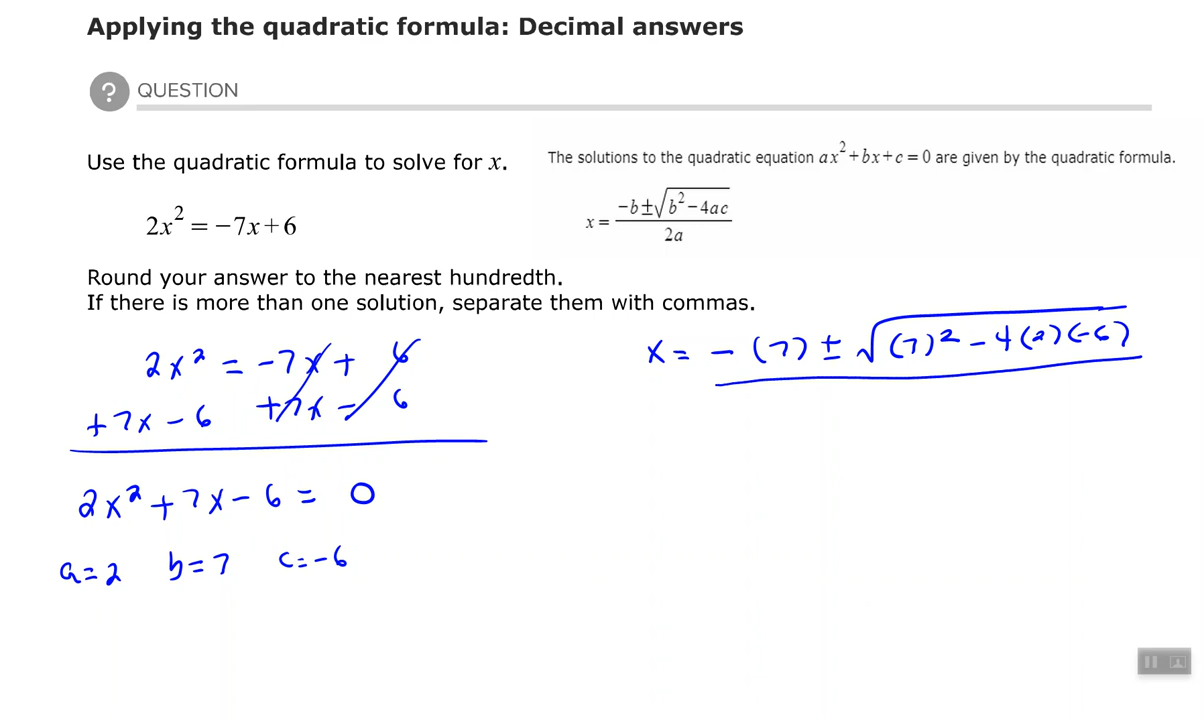 Applying the quadratic formula: Decimal answers
? QUESTION
Use the quadratic formula to solve for x.
The solutions to the quadratic equation ax²+bx+c=0 are given by the quadratic formula.
2x² = −7x+6
x = (-b±√(b²-4ac))/(2a)
Round your answer to the nearest hundredth.
If there is more than one solution, separate them with commas.
2x² = -7x + 6
+7x - 6 +7x = 6
2x² + 7x - 6 = 0
a=2 b=7 c=-6
x = -(7) ± √((7)² - 4(2)(-6))